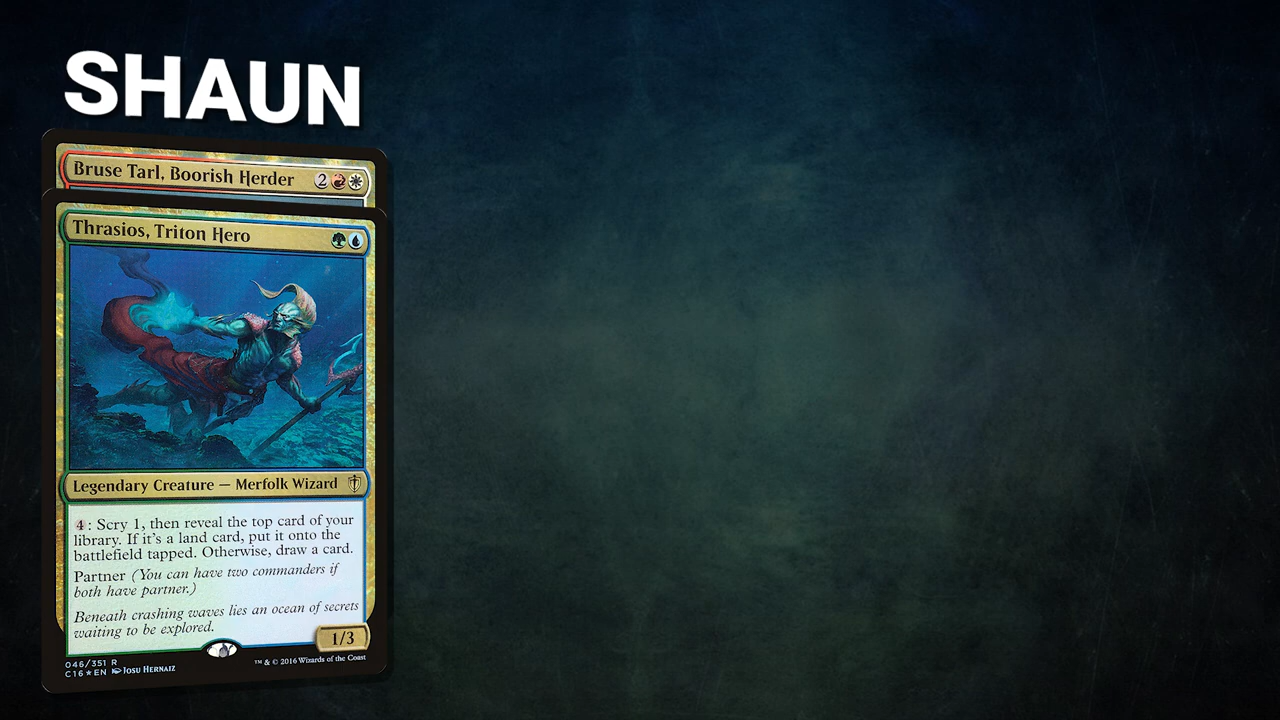 SHAUN
Bruse Tarl, Boorish Herder 2
Thrasios, Triton Hero
Legendary Creature — Merfolk Wizard
4: Scry 1, then reveal the top card of your
library. If it's a land card, put it onto the
battlefield tapped. Otherwise, draw a card.
Partner (You can have two commanders if
both have partner.)
Beneath crashing waves lies an ocean of secrets
waiting to be explored.
1/3
046/351 R
C16★EN Josu Hernaiz
™ & © 2016 Wizards of the Coast